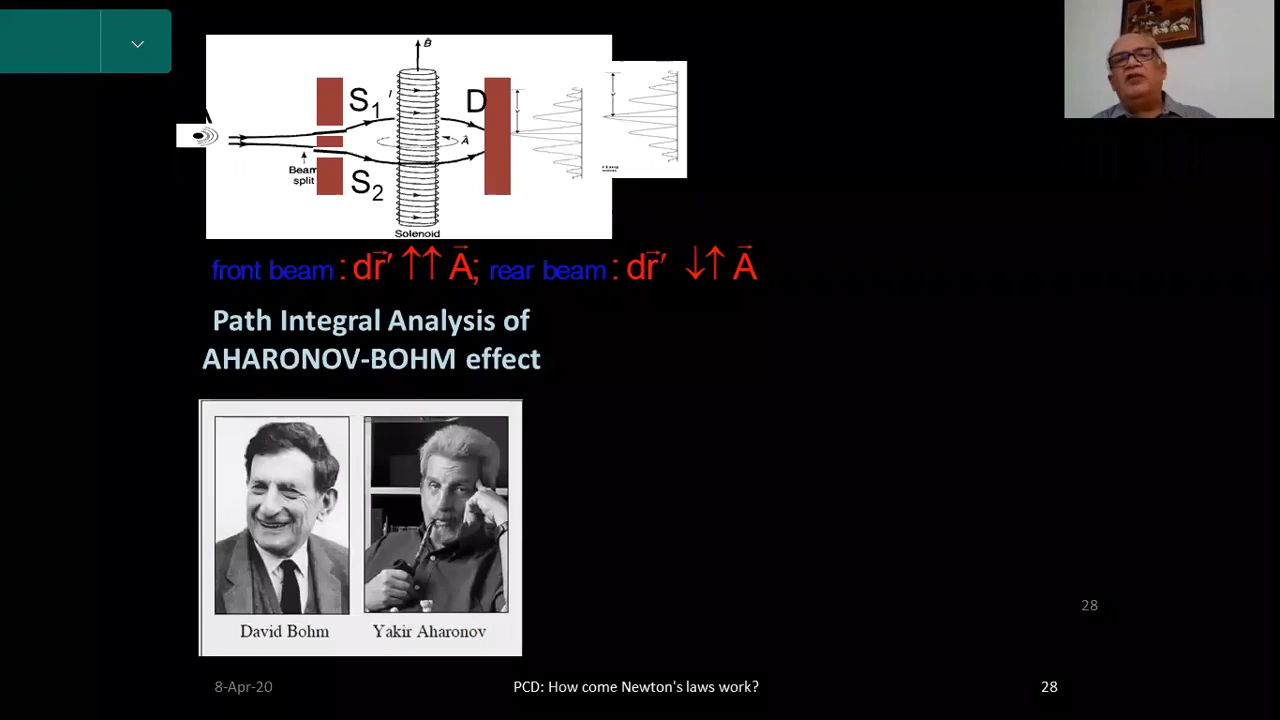 B
S1'
D
A
Beam
split
S2
Solenoid
front beam : dr⃗′ ↑↑ A⃗; rear beam : dr⃗′ ↓↑ A⃗
Path Integral Analysis of
AHARONOV-BOHM effect
David Bohm Yakir Aharonov
28
8-Apr-20 PCD: How come Newton's laws work? 28